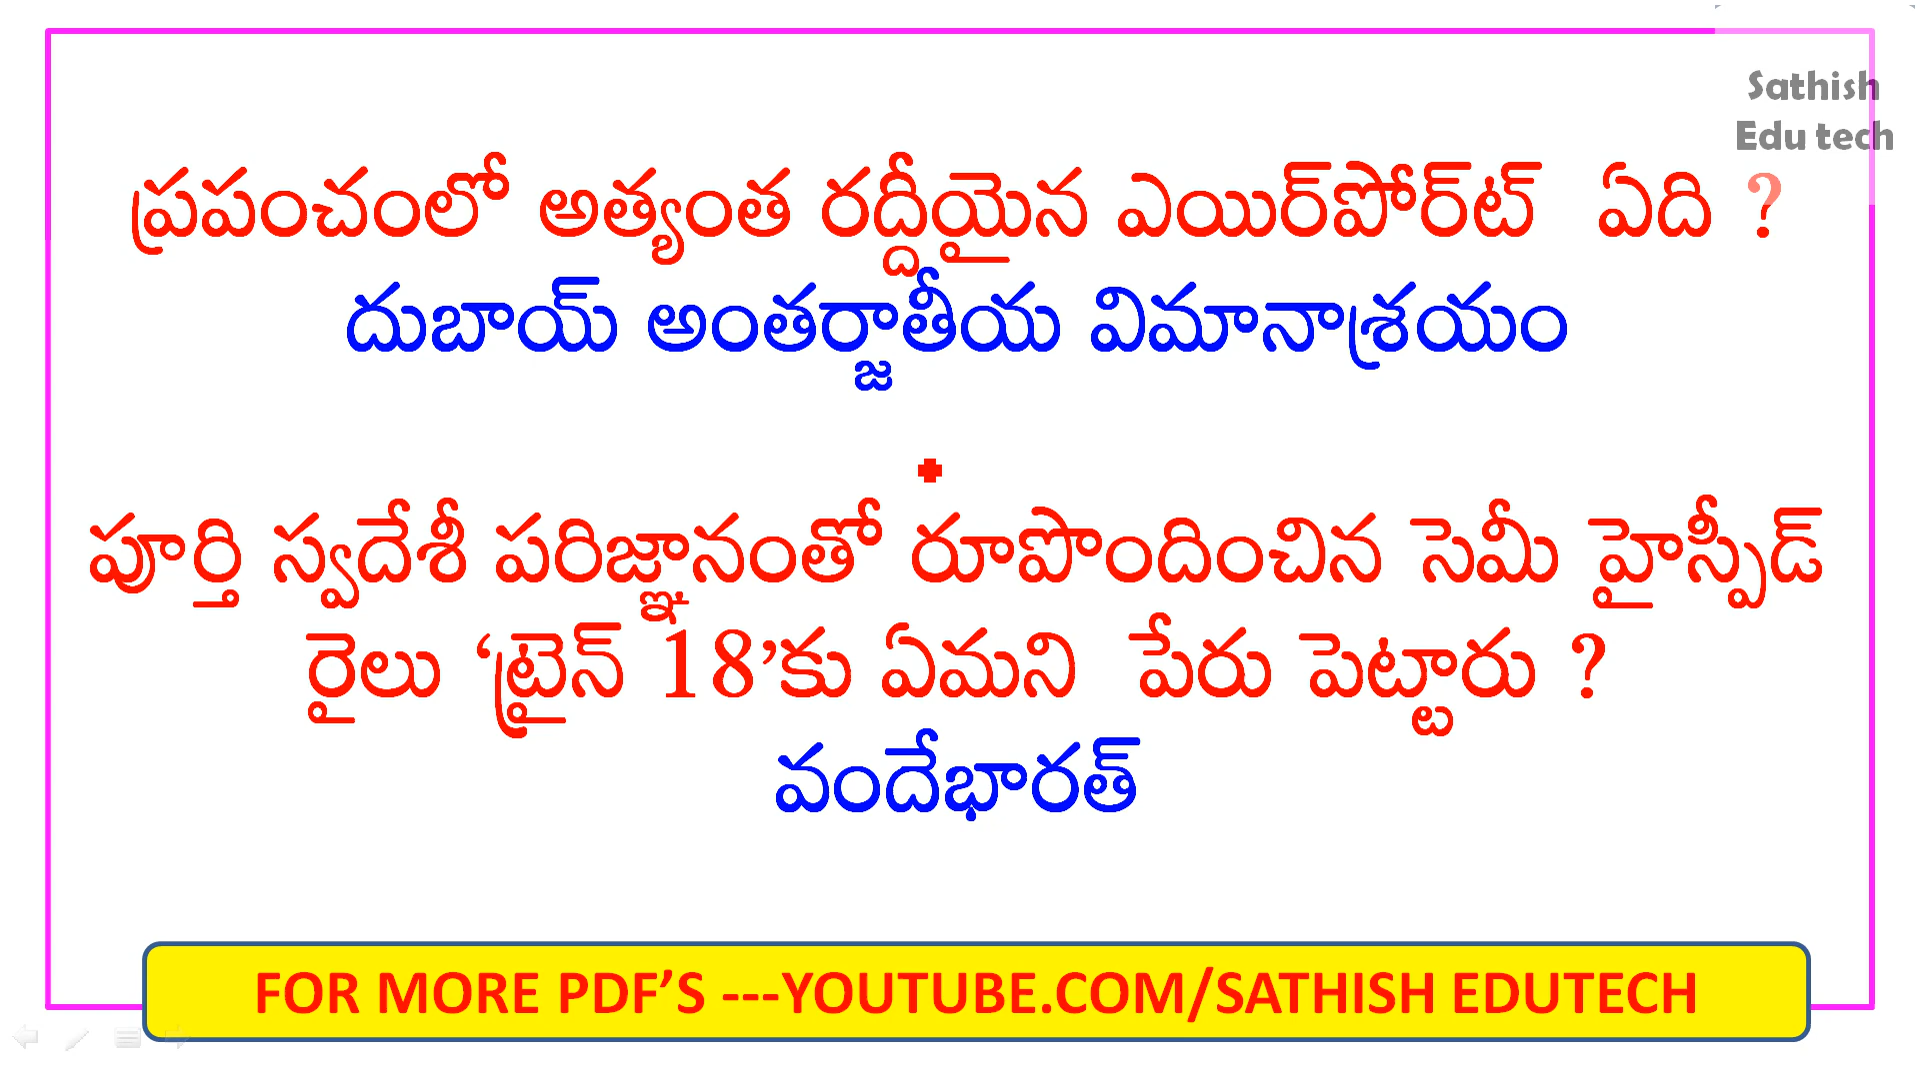 Sathish
Edu tech
ప్రపంచంలో అత్యంత రద్దీయైన ఎయిర్‌పోర్ట్ ఏది ?
దుబాయ్ అంతర్జాతీయ విమానాశ్రయం
పూర్తి స్వదేశీ పరిజ్ఞానంతో రూపొందించిన సెమీ హైస్పీడ్
రైలు ‘ట్రైన్ 18’కు ఏమని పేరు పెట్టారు ?
వందేభారత్
FOR MORE PDF’S ---YOUTUBE.COM/SATHISH EDUTECH